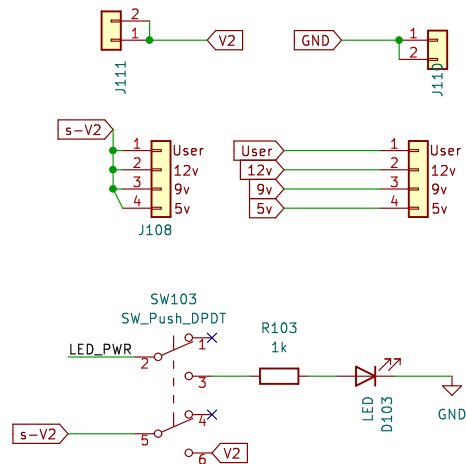 2
1
V2
J111
GND
1
2
J110
s-V2
1 User
2 12v
3 9v
4 5v
J108
User 1 User
12v 2 12v
9v 3 9v
5v 4 5v
SW103
SW_Push_DPDT
LED_PWR
2
1
3
R103
1k
LED
D103
GND
s-V2
5
4
6
V2